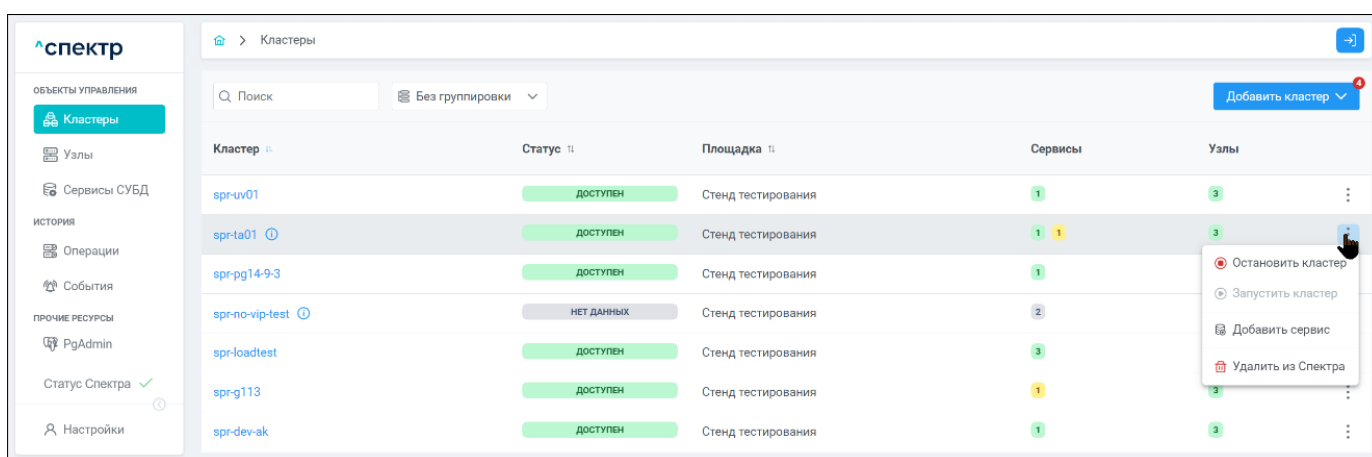 ^спектр
Кластеры
ОБЪЕКТЫ УПРАВЛЕНИЯ
Кластеры
Узлы
Сервисы СУБД
ИСТОРИЯ
Операции
События
ПРОЧИЕ РЕСУРСЫ
PgAdmin
Статус Спектра
Настройки
Поиск
Без группировки
Добавить кластер
4
Кластер Статус Площадка Сервисы Узлы
spr-uv01 ДОСТУПЕН Стенд тестирования 1 3
spr-ta01 ДОСТУПЕН Стенд тестирования 1 1 3
spr-pg14-9-3 ДОСТУПЕН Стенд тестирования 1
spr-no-vip-test НЕТ ДАННЫХ Стенд тестирования 2
spr-loadtest ДОСТУПЕН Стенд тестирования 3
spr-g113 ДОСТУПЕН Стенд тестирования 1 3
spr-dev-ak ДОСТУПЕН Стенд тестирования 1 3
Остановить кластер
Запустить кластер
Добавить сервис
Удалить из Спектра